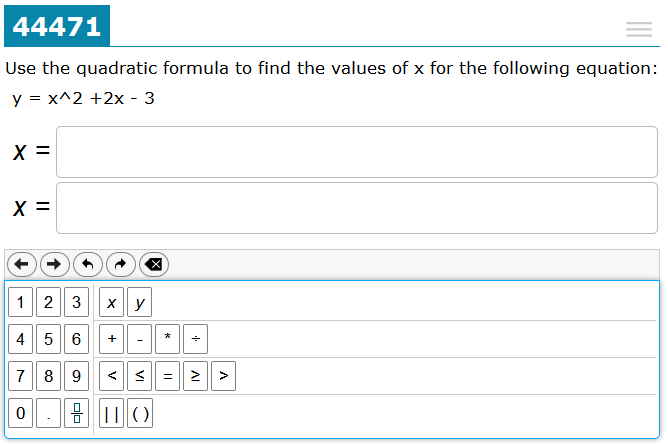 44471
Use the quadratic formula to find the values of x for the following equation:
y = x^2 +2x - 3
x =
x =
1 2 3 x y
4 5 6 + - * ÷
7 8 9 < ≤ = ≥ >
0 . | | ( )